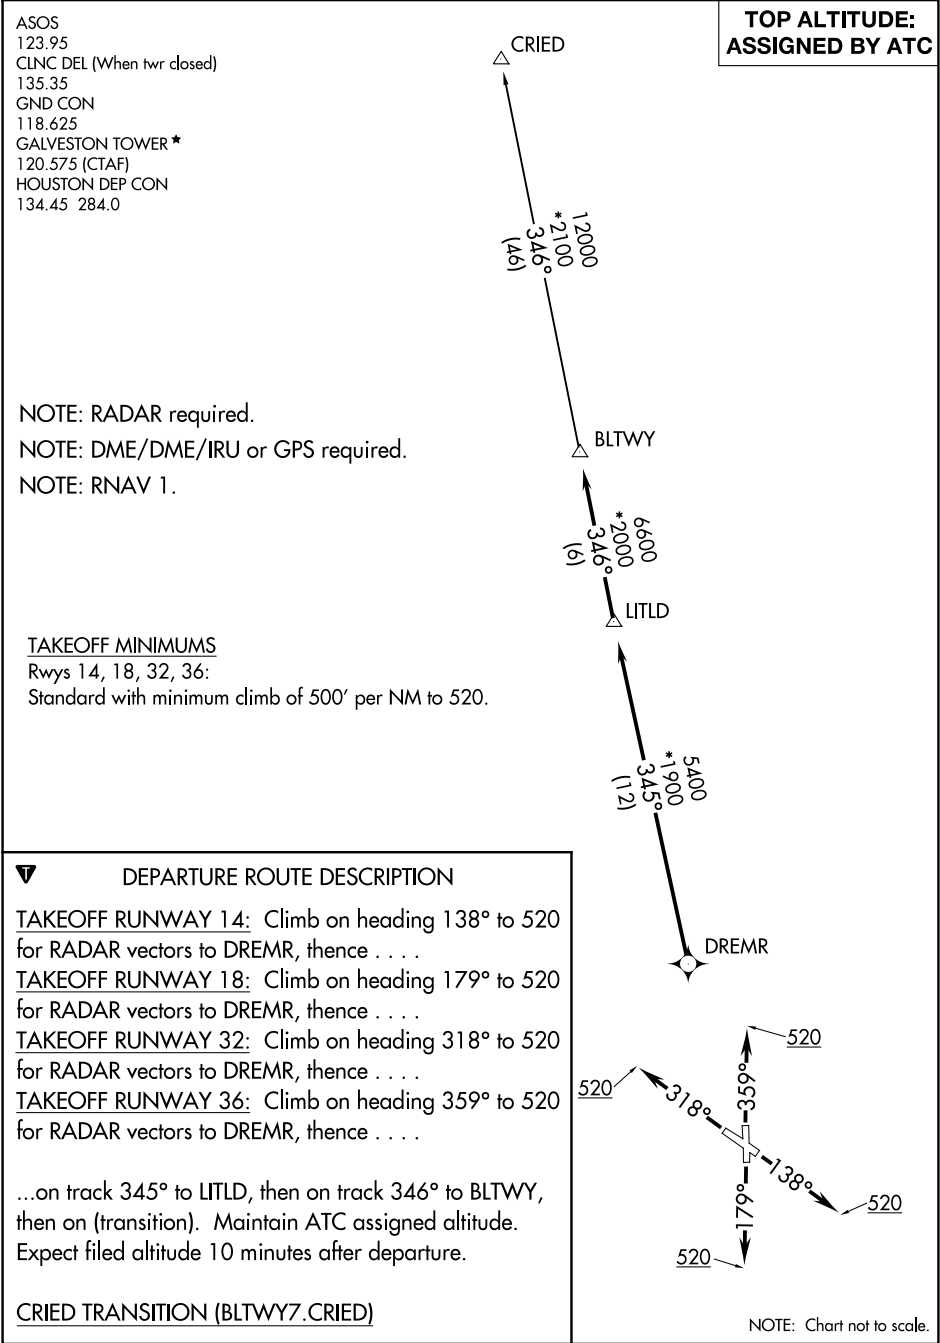 ASOS
123.95
CLNC DEL (When twr closed)
135.35
GND CON
118.625
GALVESTON TOWER★
120.575 (CTAF)
HOUSTON DEP CON
134.45 284.0
TOP ALTITUDE:
ASSIGNED BY ATC
CRIED
12000
*2100
346°
(46)
NOTE: RADAR required.
NOTE: DME/DME/IRU or GPS required.
NOTE: RNAV 1.
BLTWY
6600
*2000
346°
(6)
LITLD
TAKEOFF MINIMUMS
Rwys 14, 18, 32, 36:
Standard with minimum climb of 500' per NM to 520.
5400
*1900
345°
(12)
DREMR
T
DEPARTURE ROUTE DESCRIPTION
TAKEOFF RUNWAY 14: Climb on heading 138° to 520
for RADAR vectors to DREMR, thence . . . .
TAKEOFF RUNWAY 18: Climb on heading 179° to 520
for RADAR vectors to DREMR, thence . . . .
TAKEOFF RUNWAY 32: Climb on heading 318° to 520
for RADAR vectors to DREMR, thence . . . .
TAKEOFF RUNWAY 36: Climb on heading 359° to 520
for RADAR vectors to DREMR, thence . . . .
...on track 345° to LITLD, then on track 346° to BLTWY,
then on (transition). Maintain ATC assigned altitude.
Expect filed altitude 10 minutes after departure.
CRIED TRANSITION (BLTWY7.CRIED)
520
359°
520
318°
138°
520
179°
520
NOTE: Chart not to scale.